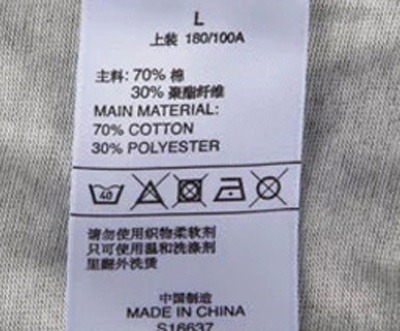 L
上装 180/100A
主料: 70% 棉
30% 聚酯纤维
MAIN MATERIAL:
70% COTTON
30% POLYESTER
40
请勿使用织物柔软剂
只可使用温和洗涤剂
里翻外洗烫
中国制造
MADE IN CHINA
S16637